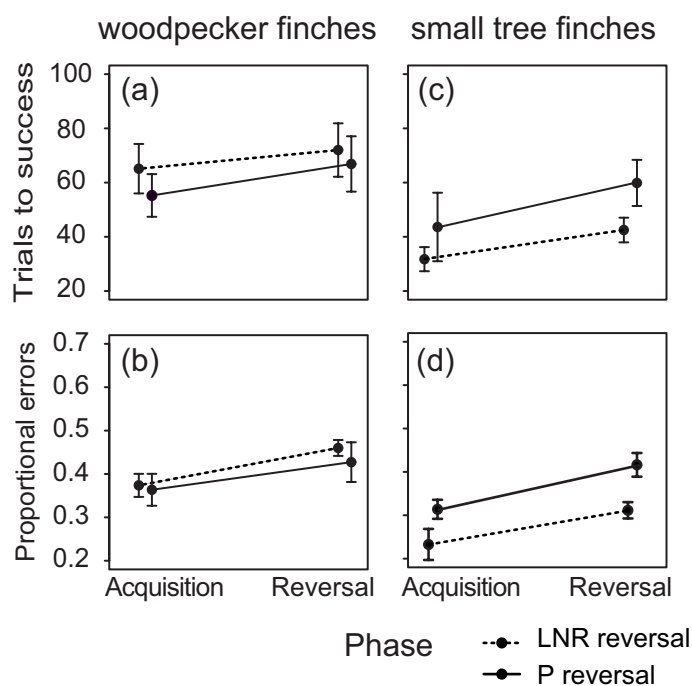 woodpecker finches small tree finches
Trials to success
100
80
60
40
20
(a)
(c)
Proportional errors
0.7
0.6
0.5
0.4
0.3
0.2
(b)
(d)
Acquisition Reversal Acquisition Reversal
Phase
LNR reversal
P reversal